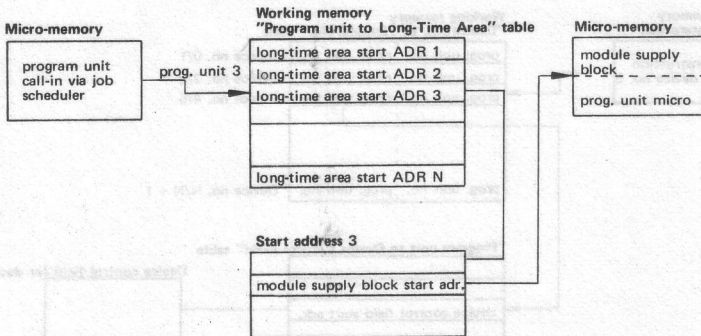 Micro-memory
program unit
call-in via job
scheduler
prog. unit 3
Working memory
"Program unit to Long-Time Area" table
long-time area start ADR 1
long-time area start ADR 2
long-time area start ADR 3
long-time area start ADR N
Start address 3
module supply block start adr.
Micro-memory
module supply
block
prog. unit micro